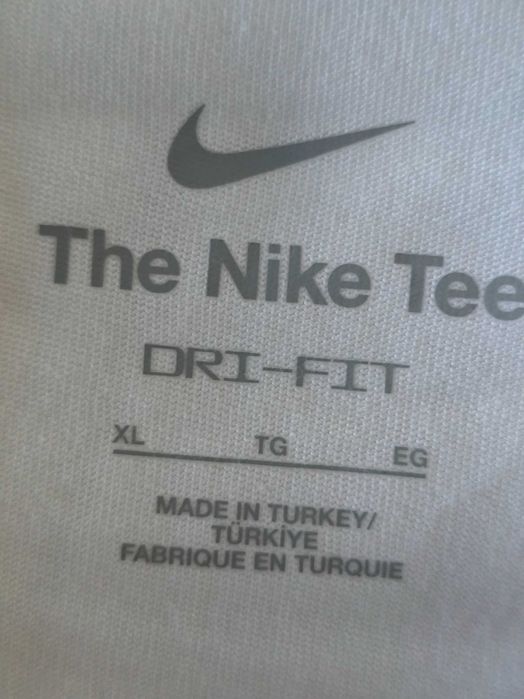 The Nike Tee
DRI-FIT
XL TG EG
MADE IN TURKEY/
TÜRKİYE
FABRIQUE EN TURQUIE